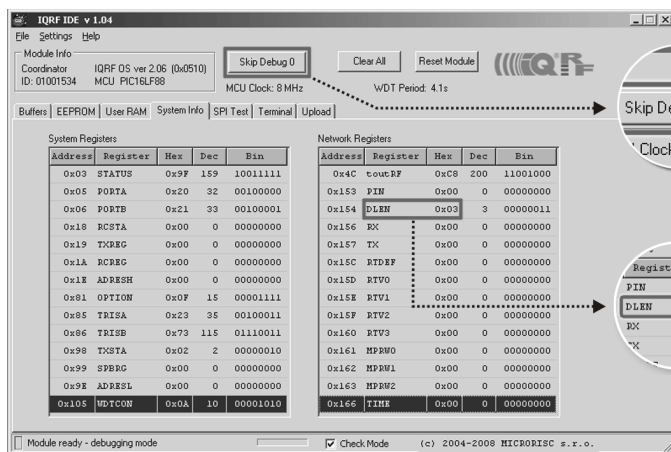 IQRF IDE v 1.04
File Settings Help
Module Info
Coordinator IQRF OS ver 2.06 (0x0510)
ID: 01001534 MCU PIC16LF88
Skip Debug 0
Clear All
Reset Module
IQRF
MCU Clock: 8 MHz
WDT Period: 4.1s
Skip De
Clock
Buffers EEPROM User RAM System Info SPI Test Terminal Upload
System Registers
Address Register Hex Dec Bin
0x03 STATUS 0x9F 159 10011111
0x05 PORTA 0x20 32 00100000
0x06 PORTB 0x21 33 00100001
0x18 RCSTA 0x00 0 00000000
0x19 TXREG 0x00 0 00000000
0x1A RCREG 0x00 0 00000000
0x1E ADRESH 0x00 0 00000000
0x81 OPTION 0x0F 15 00001111
0x85 TRISA 0x23 35 00100011
0x86 TRISB 0x73 115 01110011
0x98 TXSTA 0x02 2 00000010
0x99 SPBRG 0x00 0 00000000
0x9E ADRESL 0x00 0 00000000
0x105 WDTCON 0x0A 10 00001010
Network Registers
Address Register Hex Dec Bin
0x4C toutRF 0xC8 200 11001000
0x153 PIN 0x00 0 00000000
0x154 DLEN 0x03 3 00000011
0x156 RX 0x00 0 00000000
0x157 TX 0x00 0 00000000
0x15C RTDEF 0x00 0 00000000
0x15D RTV0 0x00 0 00000000
0x15E RTV1 0x00 0 00000000
0x15F RTV2 0x00 0 00000000
0x160 RTV3 0x00 0 00000000
0x161 MPRW0 0x00 0 00000000
0x162 MPRW1 0x00 0 00000000
0x163 MPRW2 0x00 0 00000000
0x166 TIME 0x00 0 00000000
Regist
PIN
DLEN
RX
Module ready - debugging mode
Check Mode
(c) 2004-2008 MICRORISC s.r.o.